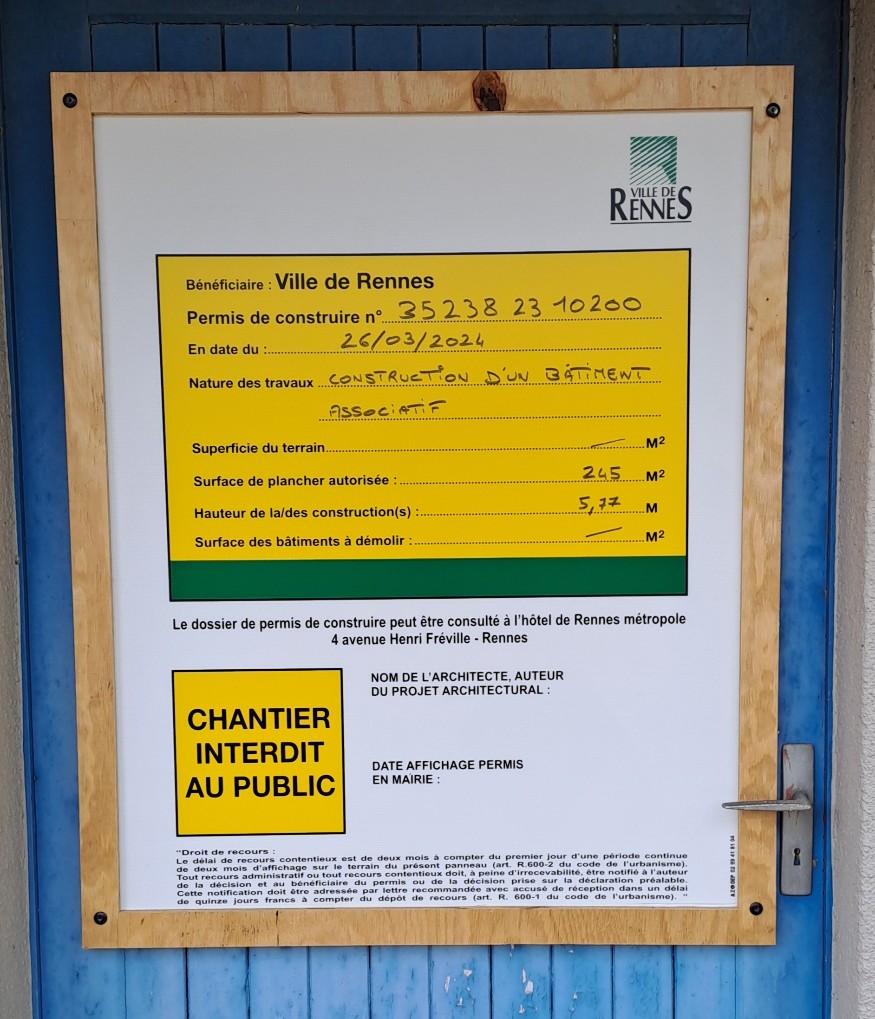 VILLE DE
RENNES
Bénéficiaire : Ville de Rennes
Permis de construire n° 35238 23 10200
En date du : 26/03/2024
Nature des travaux CONSTRUCTION D'UN BÂTIMENT
ASSOCIATIF
Superficie du terrain — M²
Surface de plancher autorisée : 245 M²
Hauteur de la/des construction(s) : 5,77 M
Surface des bâtiments à démolir : — M²
Le dossier de permis de construire peut être consulté à l'hôtel de Rennes métropole
4 avenue Henri Fréville - Rennes
CHANTIER
INTERDIT
AU PUBLIC
NOM DE L'ARCHITECTE, AUTEUR
DU PROJET ARCHITECTURAL :
DATE AFFICHAGE PERMIS
EN MAIRIE :
"Droit de recours :
Le délai de recours contentieux est de deux mois à compter du premier jour d'une période continue
de deux mois d'affichage sur le terrain du présent panneau (art. R.600-2 du code de l'urbanisme).
Tout recours administratif ou tout recours contentieux doit, à peine d'irrecevabilité, être notifié à l'auteur
de la décision et au bénéficiaire du permis ou de la décision prise sur la déclaration préalable.
Cette notification doit être adressée par lettre recommandée avec accusé de réception dans un délai
de quinze jours francs à compter du dépôt de recours (art. R. 600-1 du code de l'urbanisme). "